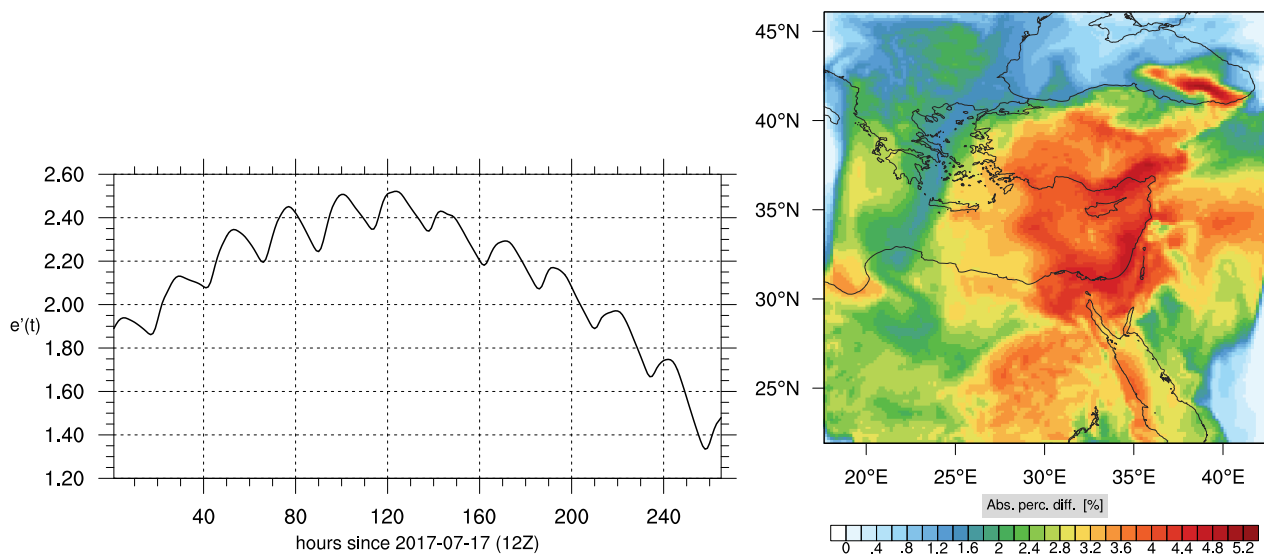 2.60
2.40
2.20
2.00
1.80
1.60
1.40
1.20
e'(t)
40
80
120
160
200
240
hours since 2017-07-17 (12Z)
45°N
40°N
35°N
30°N
25°N
20°E
25°E
30°E
35°E
40°E
Abs. perc. diff. [%]
0 .4 .8 1.2 1.6 2 2.4 2.8 3.2 3.6 4 4.4 4.8 5.2